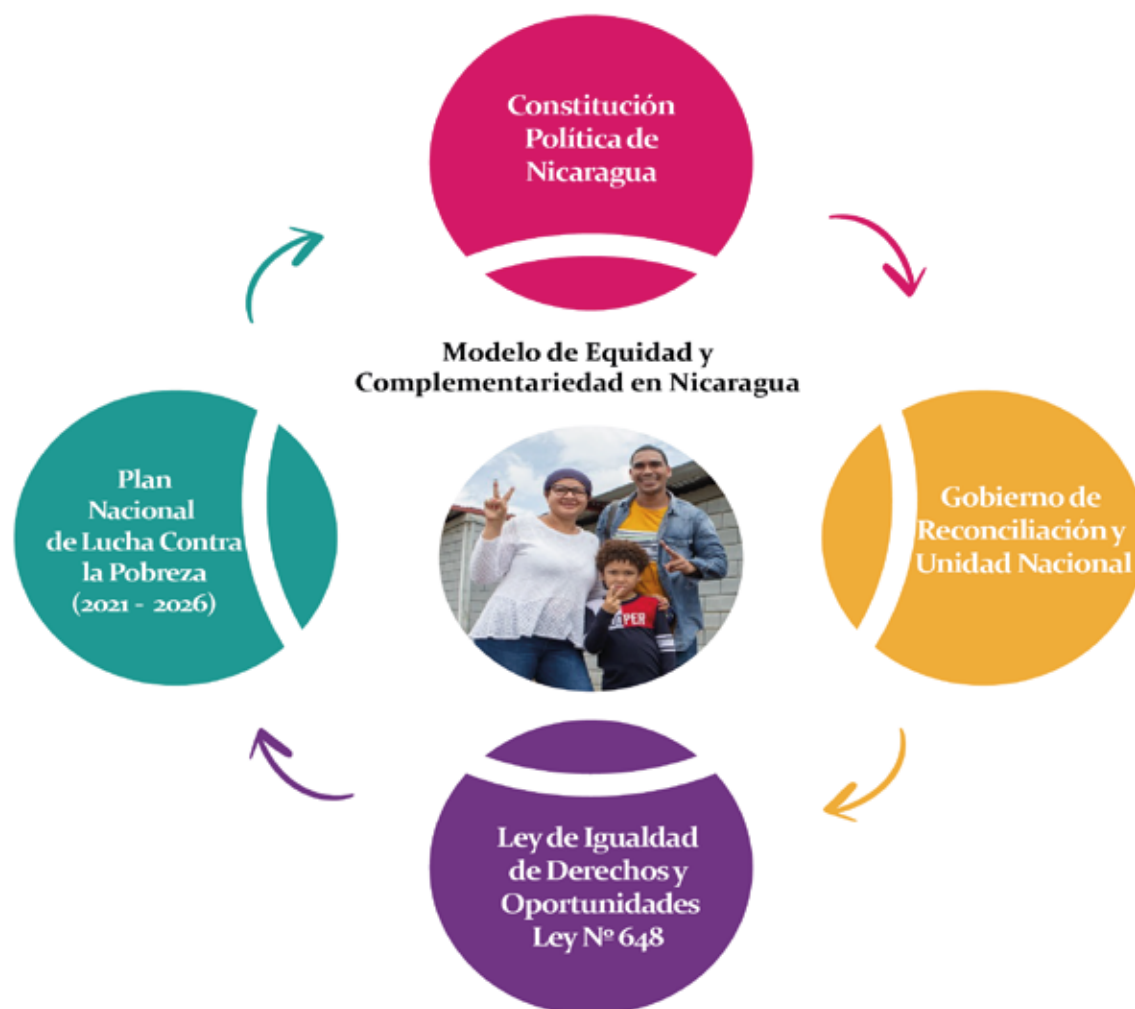 Constitución
Política de
Nicaragua
Modelo de Equidad y
Complementariedad en Nicaragua
Plan
Nacional
de Lucha Contra
la Pobreza
(2021 - 2026)
Gobierno de
Reconciliación y
Unidad Nacional
Ley de Igualdad
de Derechos y
Oportunidades
Ley Nº 648